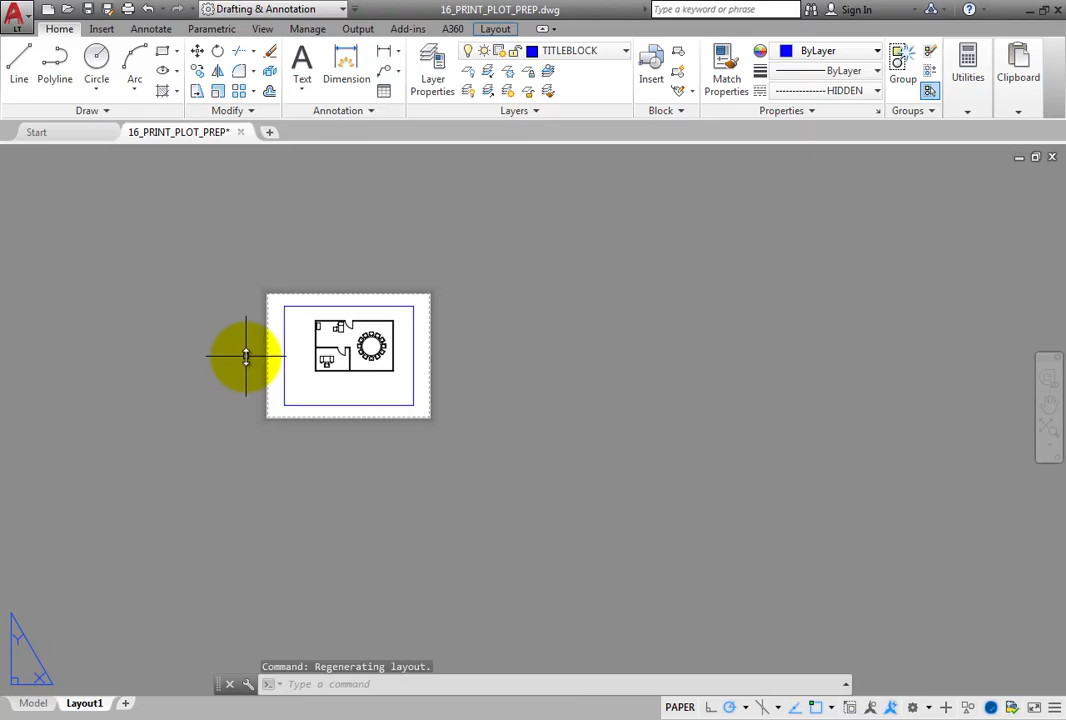 Drafting & Annotation
16_PRINT_PLOT_PREP.dwg
Type a keyword or phrase
Sign In
A
LT
Home Insert Annotate Parametric View Manage Output Add-ins A360 Layout
TITLEBLOCK
ByLayer
ByLayer
HIDDEN
Line Polyline Circle Arc
Text Dimension
Layer Properties
Insert
Match Properties
Group
Utilities
Clipboard
Draw Modify Annotation Layers Block Properties Groups
Start 16_PRINT_PLOT_PREP*
Y
X
Command: Regenerating layout.
Type a command
Model Layout1
PAPER